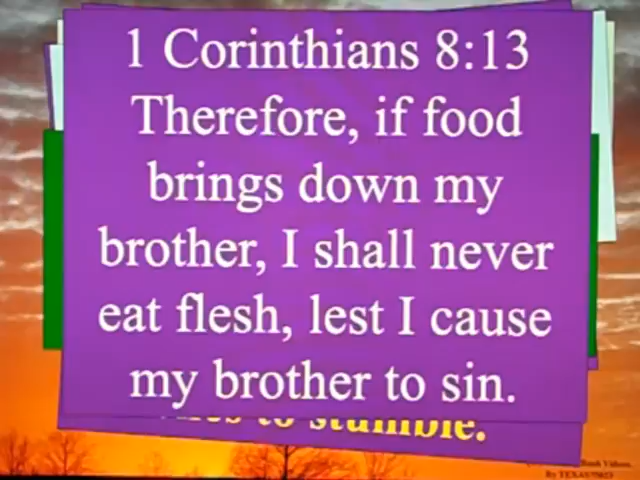 1 Corinthians 8:13
Therefore, if food
brings down my
brother, I shall never
eat flesh, lest I cause
my brother to sin.
to stumble.